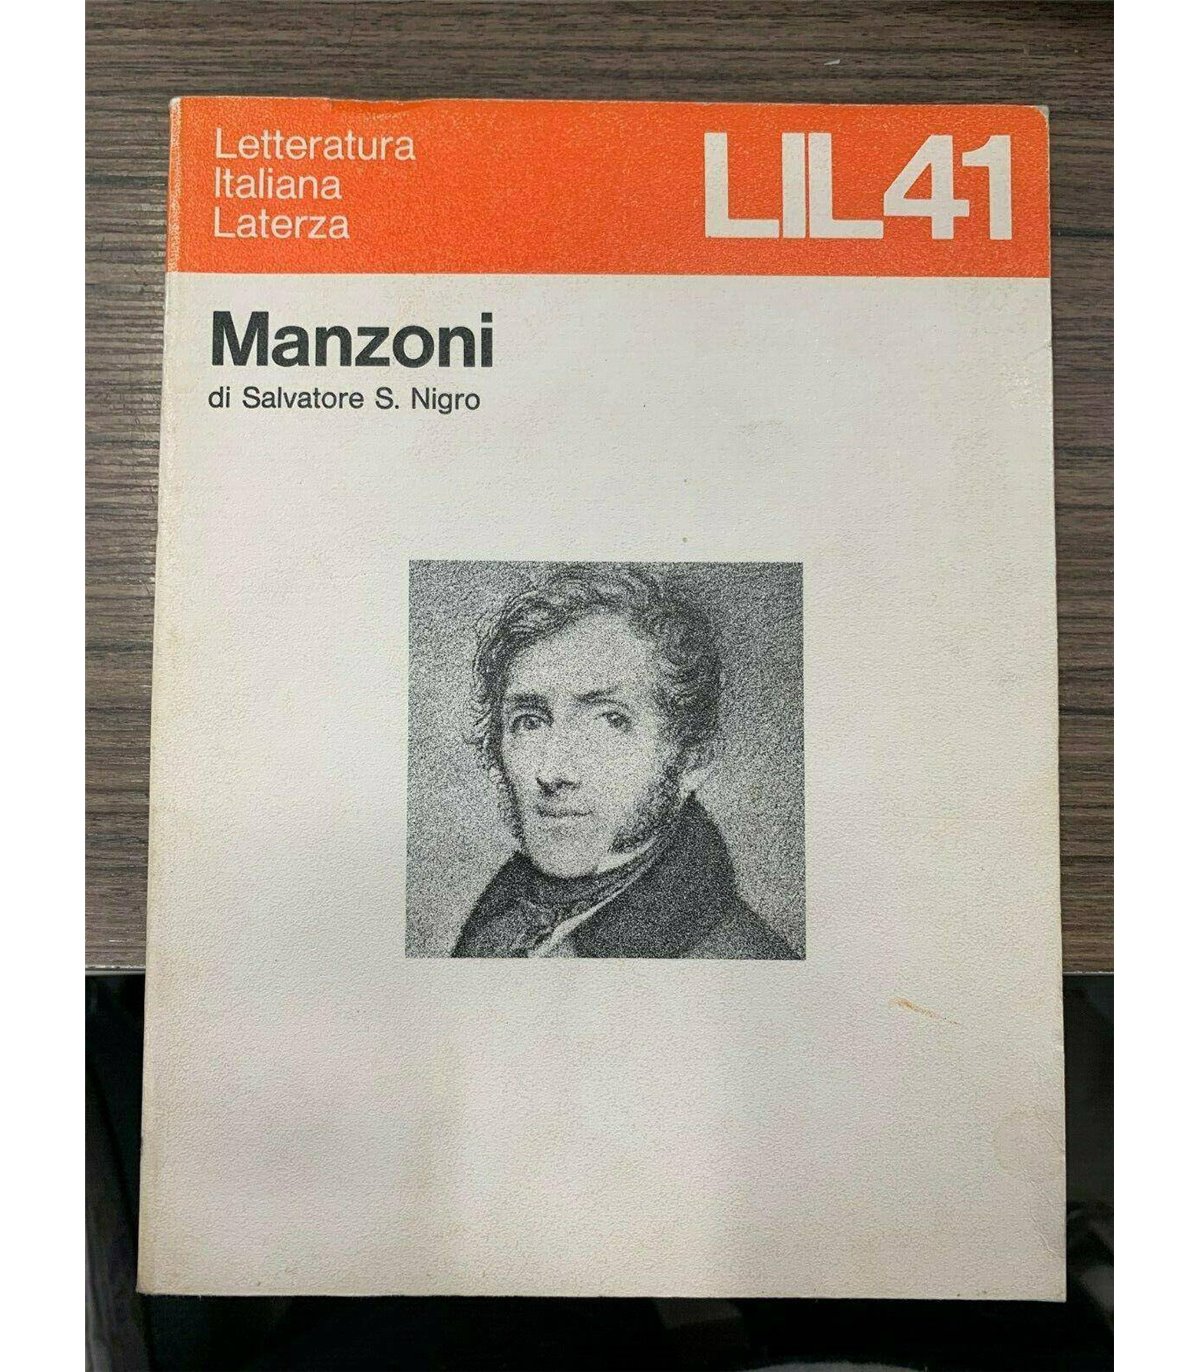 Letteratura
Italiana
Laterza
LIL41
Manzoni
di Salvatore S. Nigro